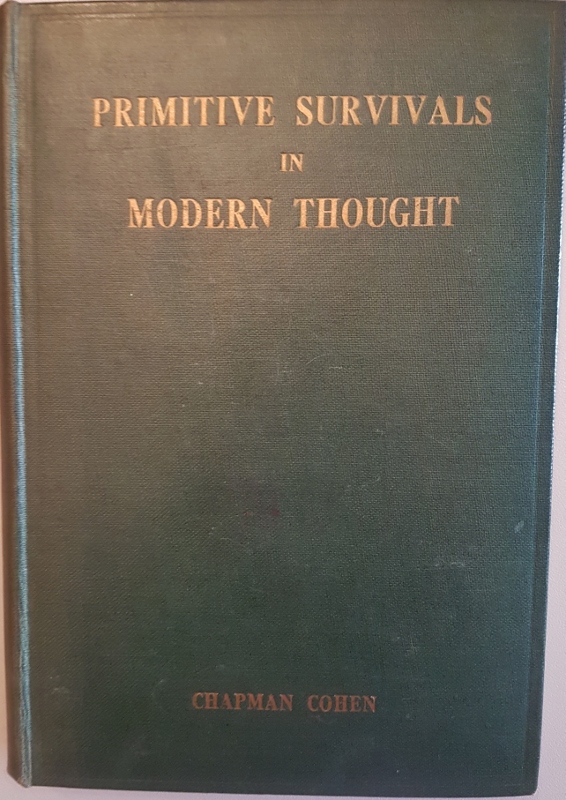 PRIMITIVE SURVIVALS
IN
MODERN THOUGHT
CHAPMAN COHEN